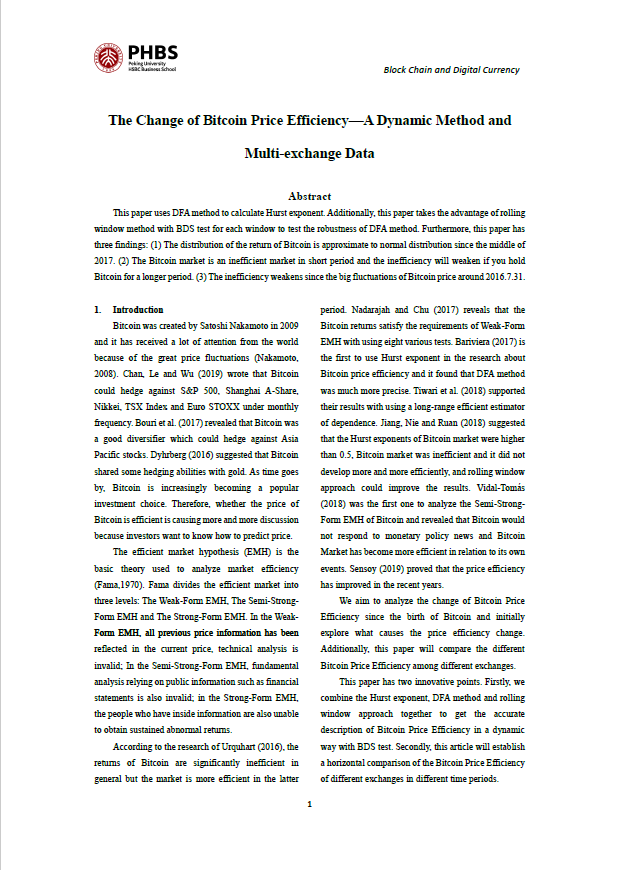 PHBS
Peking University
HSBC Business School
Block Chain and Digital Currency
The Change of Bitcoin Price Efficiency—A Dynamic Method and
Multi-exchange Data
Abstract
This paper uses DFA method to calculate Hurst exponent. Additionally, this paper takes the advantage of rolling
window method with BDS test for each window to test the robustness of DFA method. Furthermore, this paper has
three findings: (1) The distribution of the return of Bitcoin is approximate to normal distribution since the middle of
2017. (2) The Bitcoin market is an inefficient market in short period and the inefficiency will weaken if you hold
Bitcoin for a longer period. (3) The inefficiency weakens since the big fluctuations of Bitcoin price around 2016.7.31.
1. Introduction
Bitcoin was created by Satoshi Nakamoto in 2009
and it has received a lot of attention from the world
because of the great price fluctuations (Nakamoto,
2008). Chan, Le and Wu (2019) wrote that Bitcoin
could hedge against S&P 500, Shanghai A-Share,
Nikkei, TSX Index and Euro STOXX under monthly
frequency. Bouri et al. (2017) revealed that Bitcoin was
a good diversifier which could hedge against Asia
Pacific stocks. Dyhrberg (2016) suggested that Bitcoin
shared some hedging abilities with gold. As time goes
by, Bitcoin is increasingly becoming a popular
investment choice. Therefore, whether the price of
Bitcoin is efficient is causing more and more discussion
because investors want to know how to predict price.
The efficient market hypothesis (EMH) is the
basic theory used to analyze market efficiency
(Fama,1970). Fama divides the efficient market into
three levels: The Weak-Form EMH, The Semi-Strong-
Form EMH and The Strong-Form EMH. In the Weak-
Form EMH, all previous price information has been
reflected in the current price, technical analysis is
invalid; In the Semi-Strong-Form EMH, fundamental
analysis relying on public information such as financial
statements is also invalid; in the Strong-Form EMH,
the people who have inside information are also unable
to obtain sustained abnormal returns.
According to the research of Urquhart (2016), the
returns of Bitcoin are significantly inefficient in
general but the market is more efficient in the latter
period. Nadarajah and Chu (2017) reveals that the
Bitcoin returns satisfy the requirements of Weak-Form
EMH with using eight various tests. Bariviera (2017) is
the first to use Hurst exponent in the research about
Bitcoin price efficiency and it found that DFA method
was much more precise. Tiwari et al. (2018) supported
their results with using a long-range efficient estimator
of dependence. Jiang, Nie and Ruan (2018) suggested
that the Hurst exponents of Bitcoin market were higher
than 0.5, Bitcoin market was inefficient and it did not
develop more and more efficiently, and rolling window
approach could improve the results. Vidal-Tomás
(2018) was the first one to analyze the Semi-Strong-
Form EMH of Bitcoin and revealed that Bitcoin would
not respond to monetary policy news and Bitcoin
Market has become more efficient in relation to its own
events. Sensoy (2019) proved that the price efficiency
has improved in the recent years.
We aim to analyze the change of Bitcoin Price
Efficiency since the birth of Bitcoin and initially
explore what causes the price efficiency change.
Additionally, this paper will compare the different
Bitcoin Price Efficiency among different exchanges.
This paper has two innovative points. Firstly, we
combine the Hurst exponent, DFA method and rolling
window approach together to get the accurate
description of Bitcoin Price Efficiency in a dynamic
way with BDS test. Secondly, this article will establish
a horizontal comparison of the Bitcoin Price Efficiency
of different exchanges in different time periods.
1